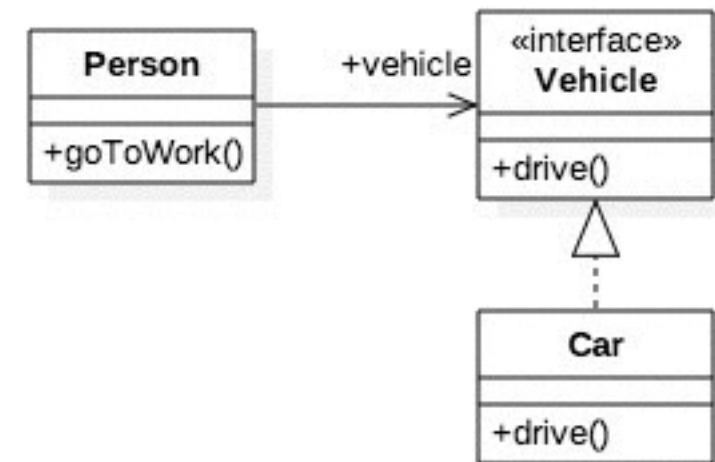 Person
+goToWork()
+vehicle
«interface»
Vehicle
+drive()
Car
+drive()